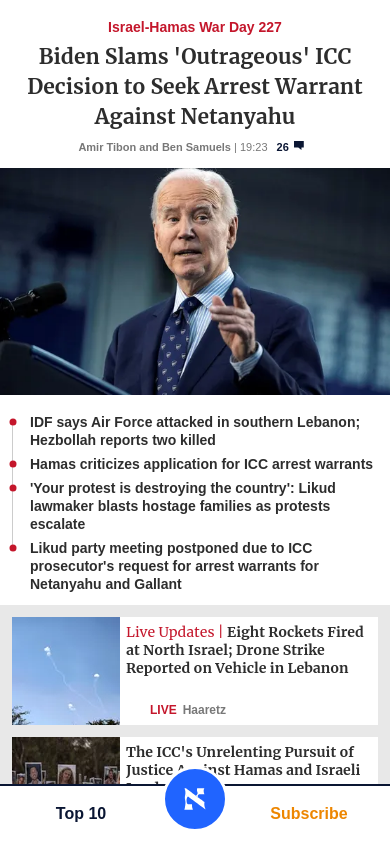 Israel-Hamas War Day 227
Biden Slams 'Outrageous' ICC
Decision to Seek Arrest Warrant
Against Netanyahu
Amir Tibon and Ben Samuels | 19:23 26
IDF says Air Force attacked in southern Lebanon;
Hezbollah reports two killed
Hamas criticizes application for ICC arrest warrants
'Your protest is destroying the country': Likud
lawmaker blasts hostage families as protests
escalate
Likud party meeting postponed due to ICC
prosecutor's request for arrest warrants for
Netanyahu and Gallant
Live Updates | Eight Rockets Fired
at North Israel; Drone Strike
Reported on Vehicle in Lebanon
LIVE Haaretz
The ICC's Unrelenting Pursuit of
Justice Against Hamas and Israeli
Top 10
Subscribe